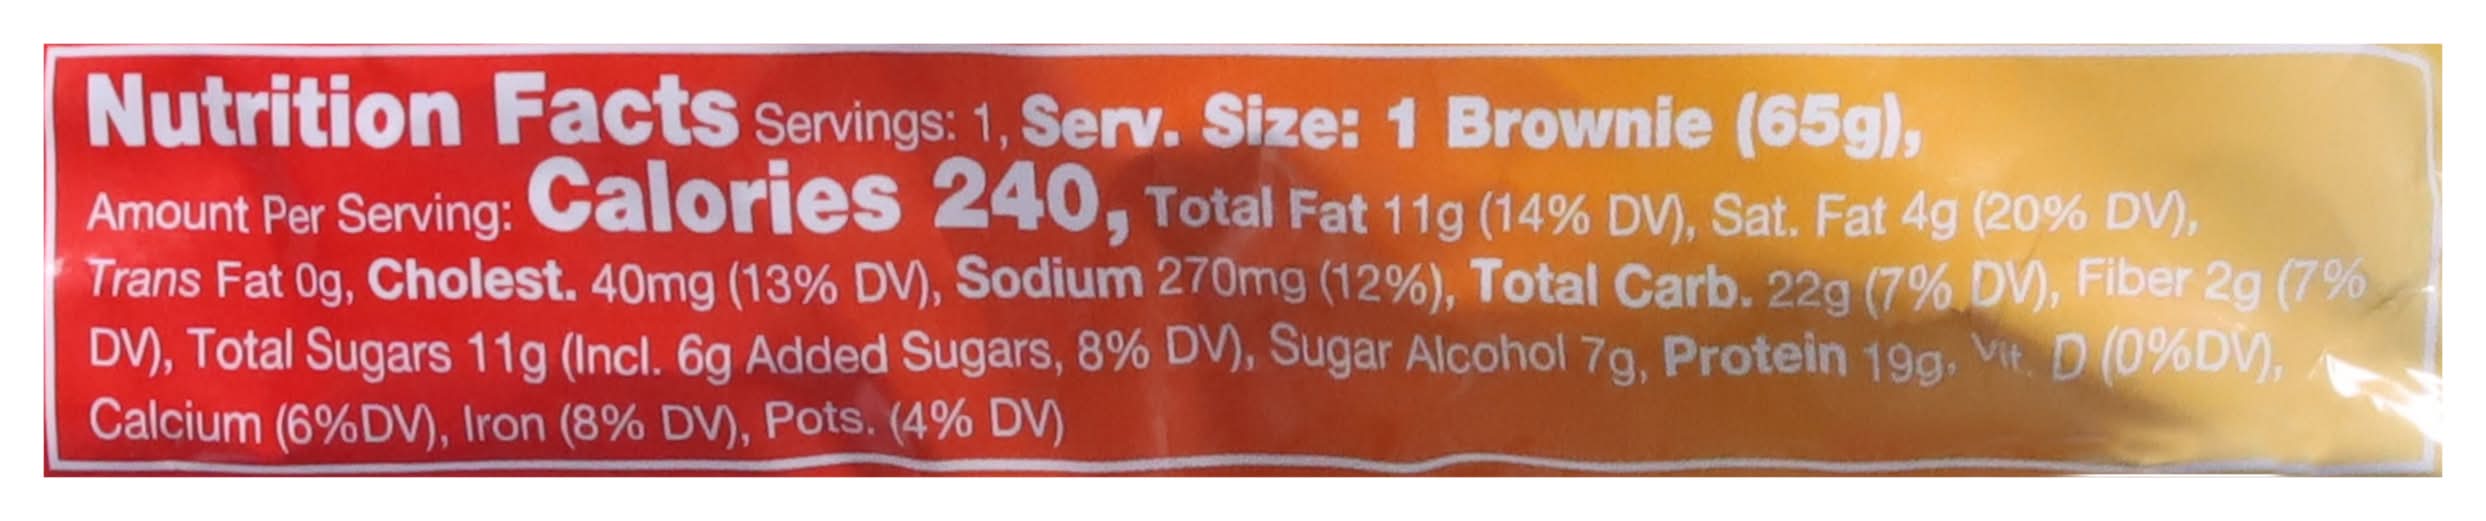 Nutrition Facts Servings: 1, Serv. Size: 1 Brownie (65g),
Amount Per Serving: Calories 240, Total Fat 11g (14% DV), Sat. Fat 4g (20% DV),
Trans Fat 0g, Cholest. 40mg (13% DV), Sodium 270mg (12%), Total Carb. 22g (7% DV), Fiber 2g (7%
DV), Total Sugars 11g (Incl. 6g Added Sugars, 8% DV), Sugar Alcohol 7g, Protein 19g, Vit. D (0%DV),
Calcium (6%DV), Iron (8% DV), Pots. (4% DV)